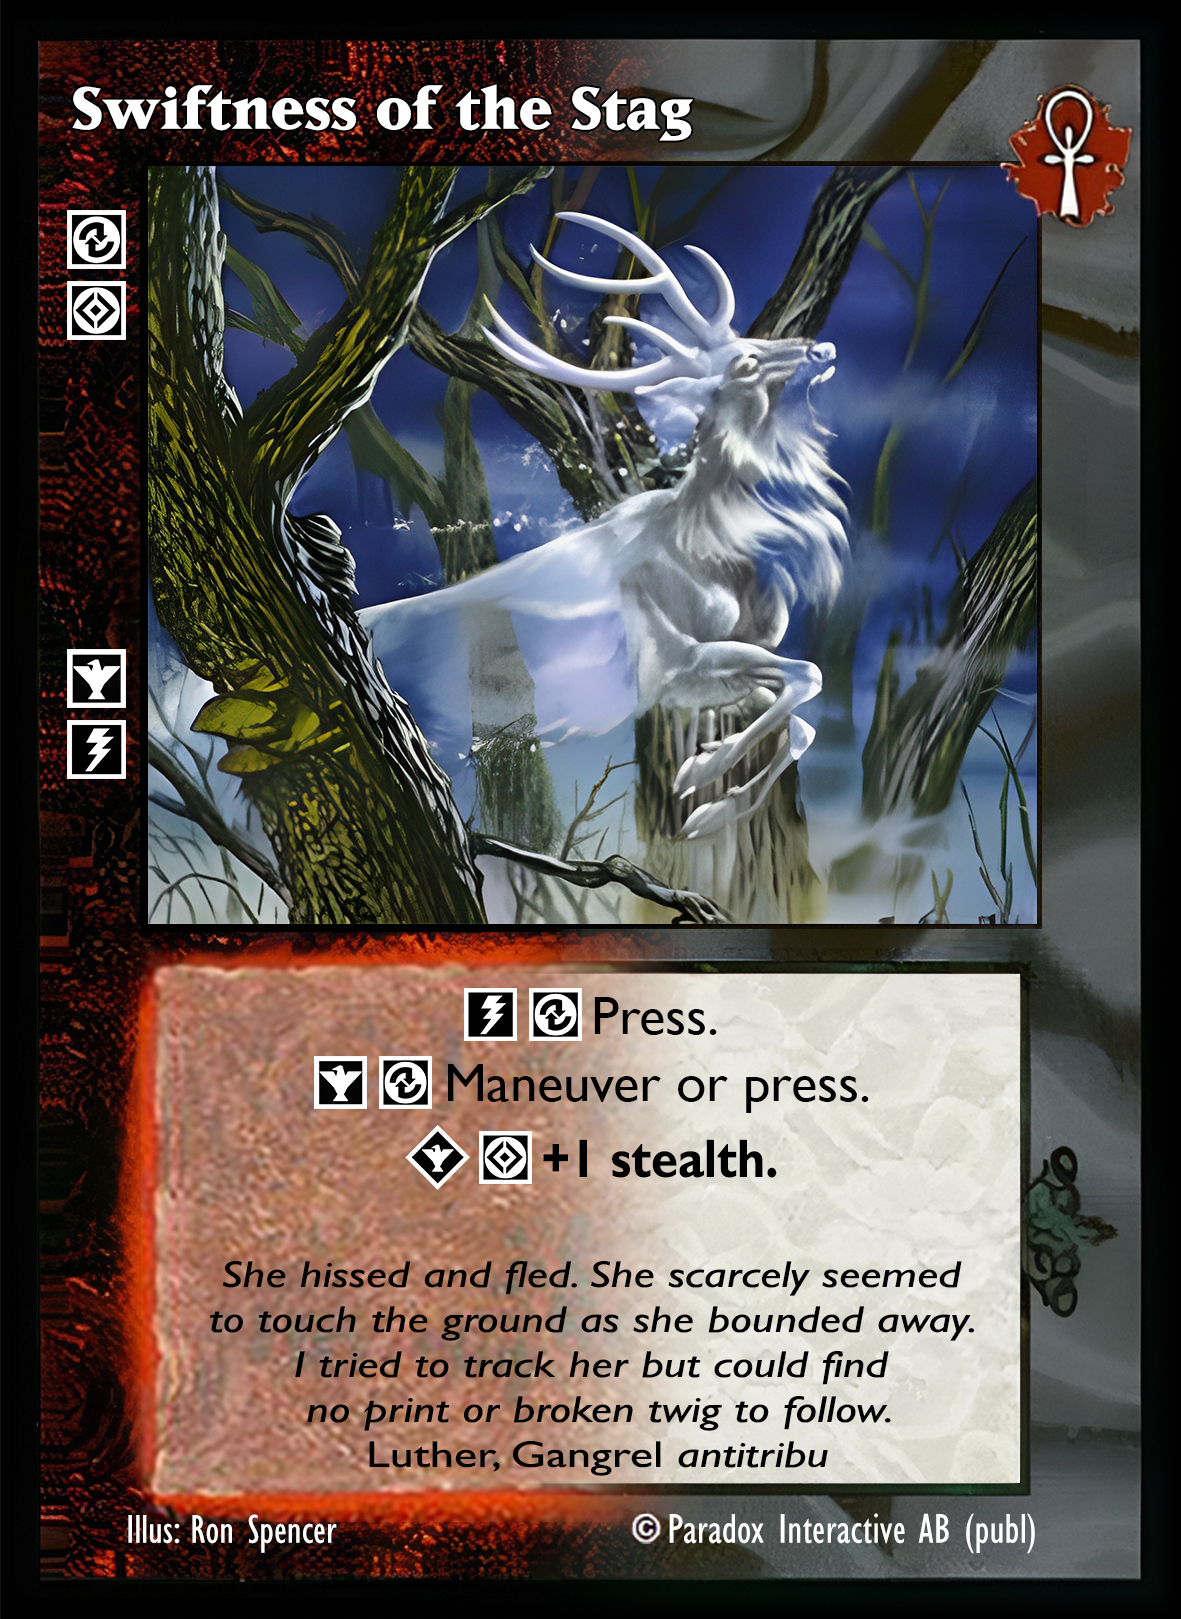 Swiftness of the Stag
Press.
Maneuver or press.
+1 stealth.
She hissed and fled. She scarcely seemed
to touch the ground as she bounded away.
I tried to track her but could find
no print or broken twig to follow.
Luther, Gangrel antitribu
Illus: Ron Spencer
© Paradox Interactive AB (publ)